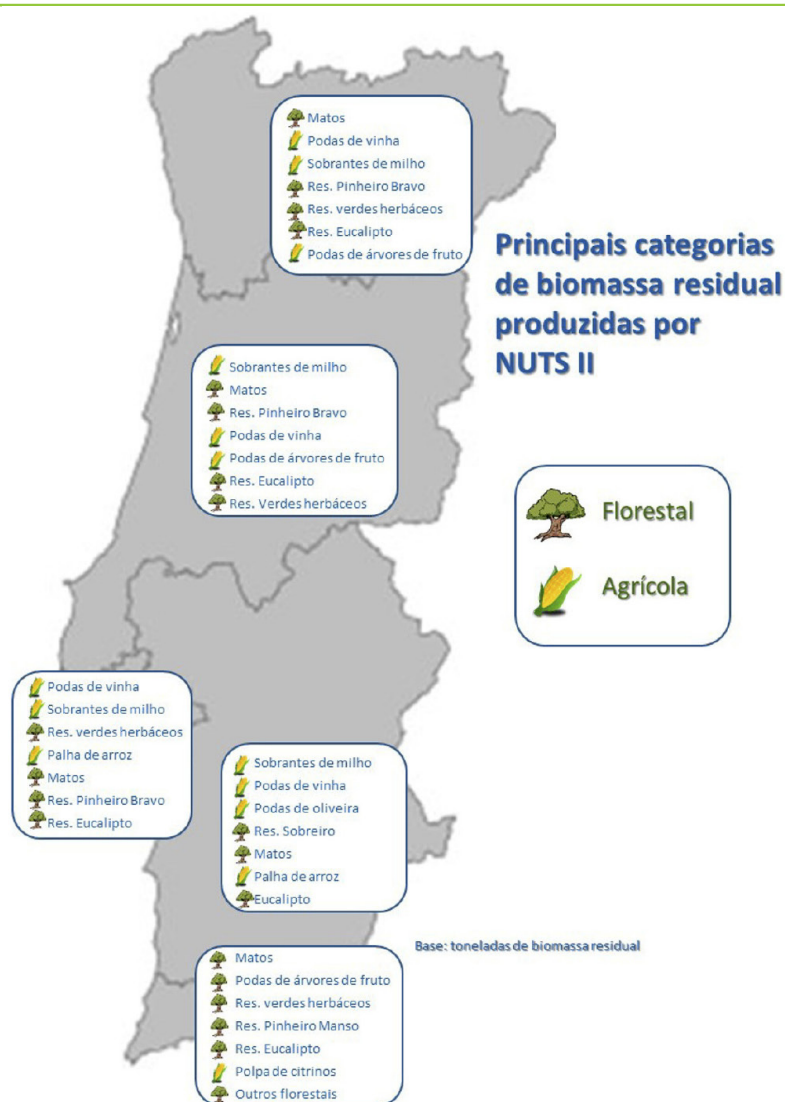 Matos
Podas de vinha
Sobrantes de milho
Res. Pinheiro Bravo
Res. verdes herbáceos
Res. Eucalipto
Podas de árvores de fruto
Principais categorias
de biomassa residual
produzidas por
NUTS II
Sobrantes de milho
Matos
Res. Pinheiro Bravo
Podas de vinha
Podas de árvores de fruto
Res. Eucalipto
Res. Verdes herbáceos
Florestal
Agrícola
Podas de vinha
Sobrantes de milho
Res. verdes herbáceos
Palha de arroz
Matos
Res. Pinheiro Bravo
Res. Eucalipto
Sobrantes de milho
Podas de vinha
Podas de oliveira
Res. Sobreiro
Matos
Palha de arroz
Eucalipto
Base: toneladas de biomassa residual
Matos
Podas de árvores de fruto
Res. verdes herbáceos
Res. Pinheiro Manso
Res. Eucalipto
Polpa de citrinos
Outros florestais